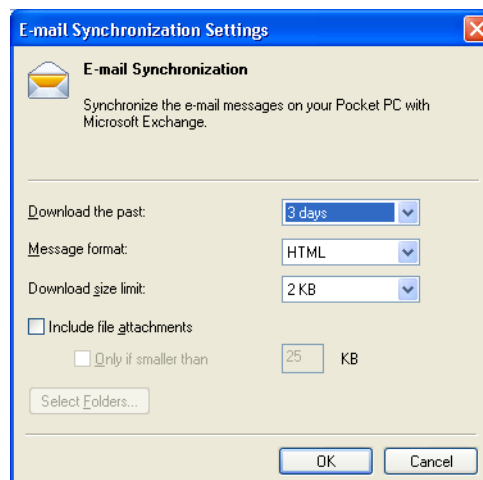 E-mail Synchronization Settings
E-mail Synchronization
Synchronize the e-mail messages on your Pocket PC with
Microsoft Exchange.
Download the past: 3 days
Message format: HTML
Download size limit: 2 KB
Include file attachments
Only if smaller than 25 KB
Select Folders...
OK Cancel